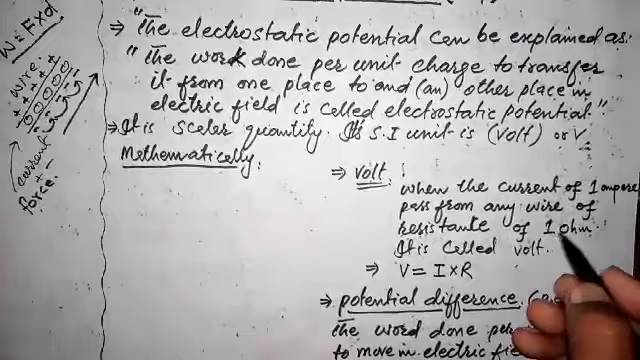 W = F×d
wire
current
force.
⇒ "The electrostatic potential can be explained as:
"The work done per unit charge to transfer
it from one place to and (an) other place in
electric field is called electrostatic potential."
⇒ It is scaler quantity. It's S.I unit is (Volt) or V
Methematically.
⇒ volt.
when the current of 1 ampere
pass from any wire of
resistance of 1 ohm.
It is called volt.
⇒ V = I×R
⇒ potential difference.
The word done per
to move in electric fie